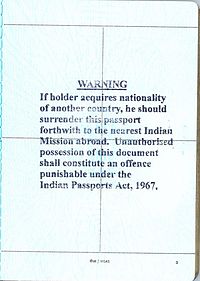 WARNING
If holder acquires nationality
of another country, he should
surrender this passport
forthwith to the nearest Indian
Mission abroad. Unauthorized
possession of this document
shall constitute an offence
punishable under the
Indian Passports Act, 1967.